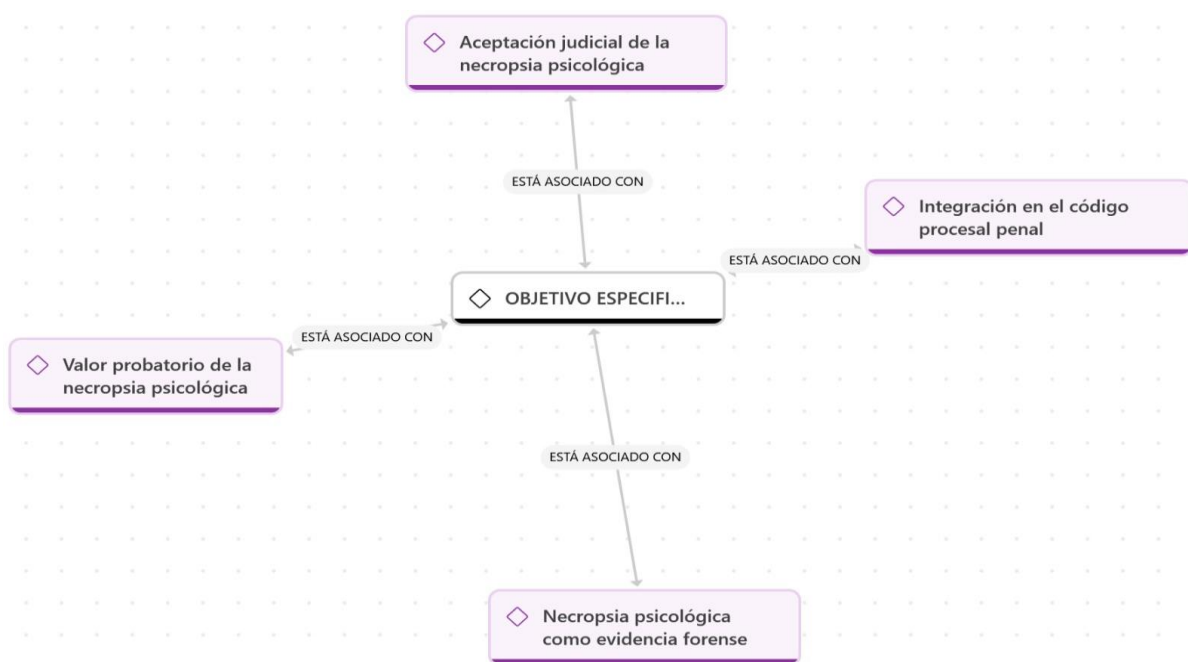 Aceptación judicial de la
necropsia psicológica
ESTÁ ASOCIADO CON
Integración en el código
procesal penal
ESTÁ ASOCIADO CON
OBJETIVO ESPECIFI...
ESTÁ ASOCIADO CON
Valor probatorio de la
necropsia psicológica
ESTÁ ASOCIADO CON
Necropsia psicológica
como evidencia forense